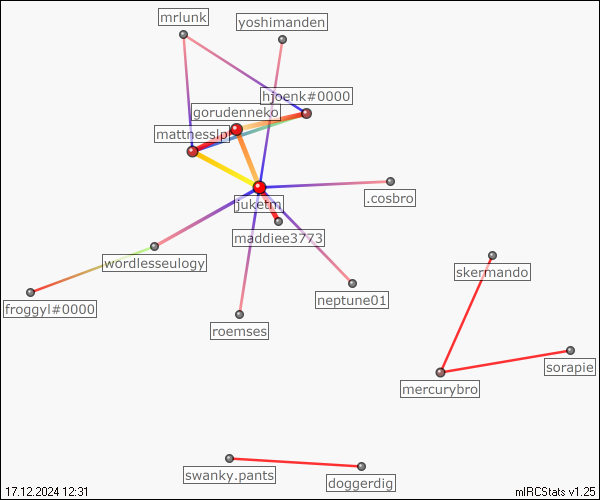 mrlunk
yoshimanden
hjoenk#0000
gorudenneko
mattnesslp
juketm
.cosbro
maddiee3773
wordlesseulogy
skermando
neptune01
froggyl#0000
roemses
sorapie
mercurybro
swanky.pants
doggerdig
17.12.2024 12:31
mIRCStats v1.25